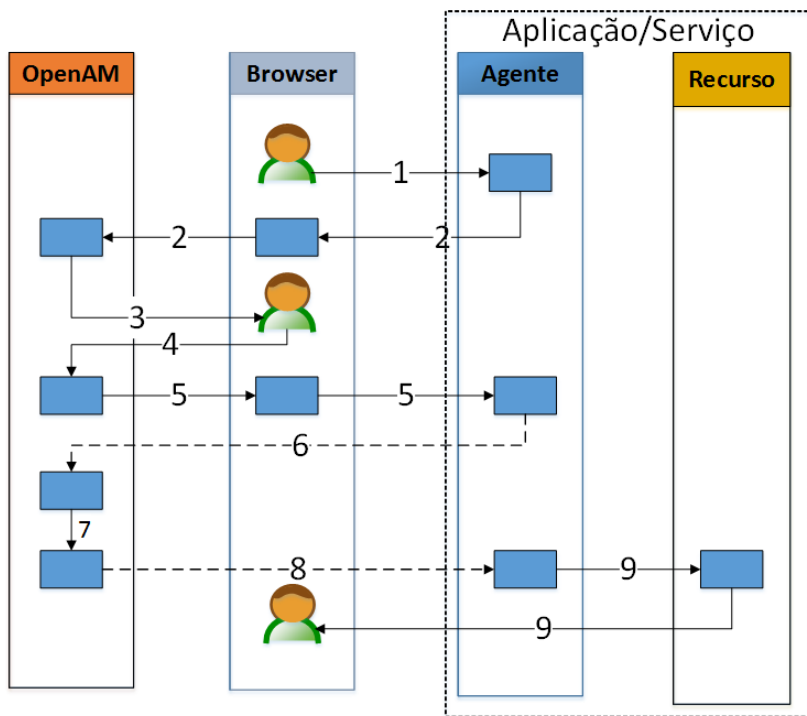 Aplicação/Serviço
OpenAM
Browser
Agente
Recurso
1
2
2
3
4
5
5
6
7
8
9
9